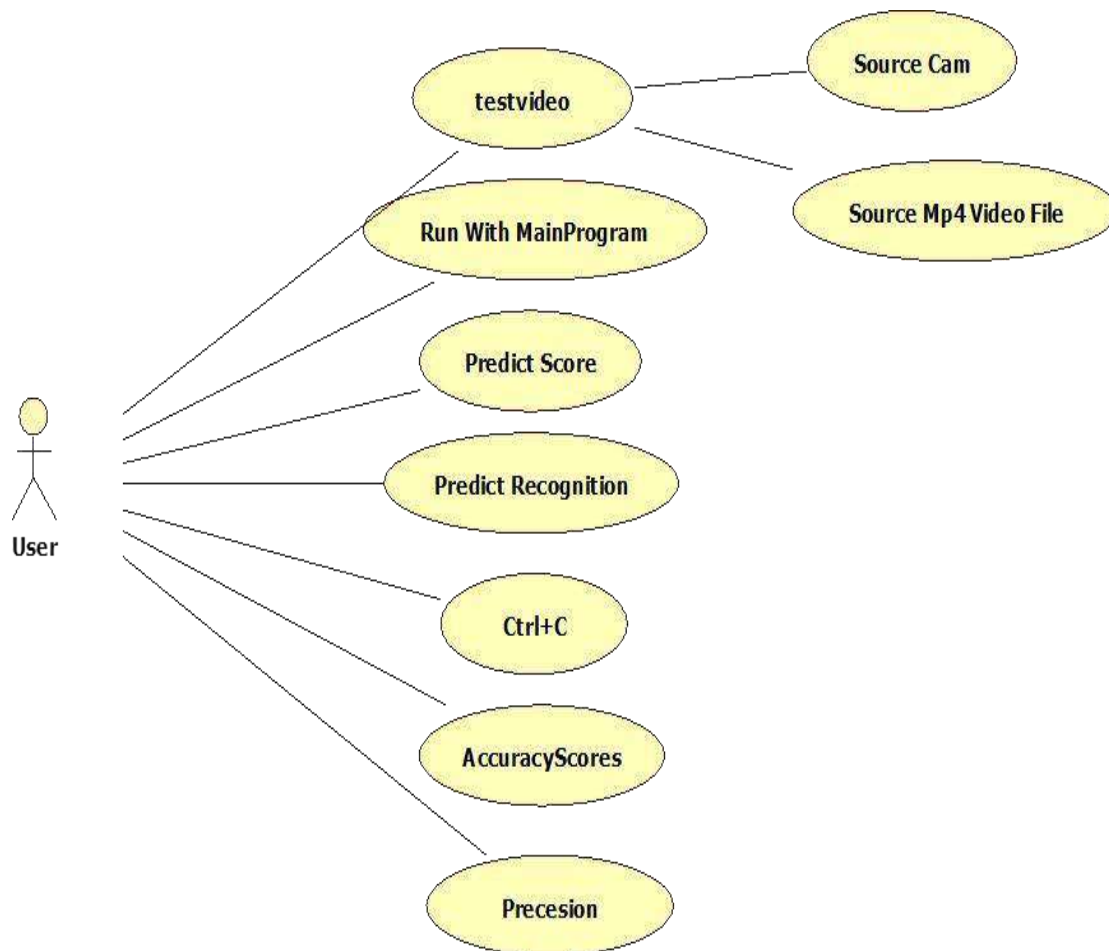 Source Cam
testvideo
Source Mp4 Video File
Run With MainProgram
Predict Score
Predict Recognition
User
Ctrl+C
AccuracyScores
Precesion